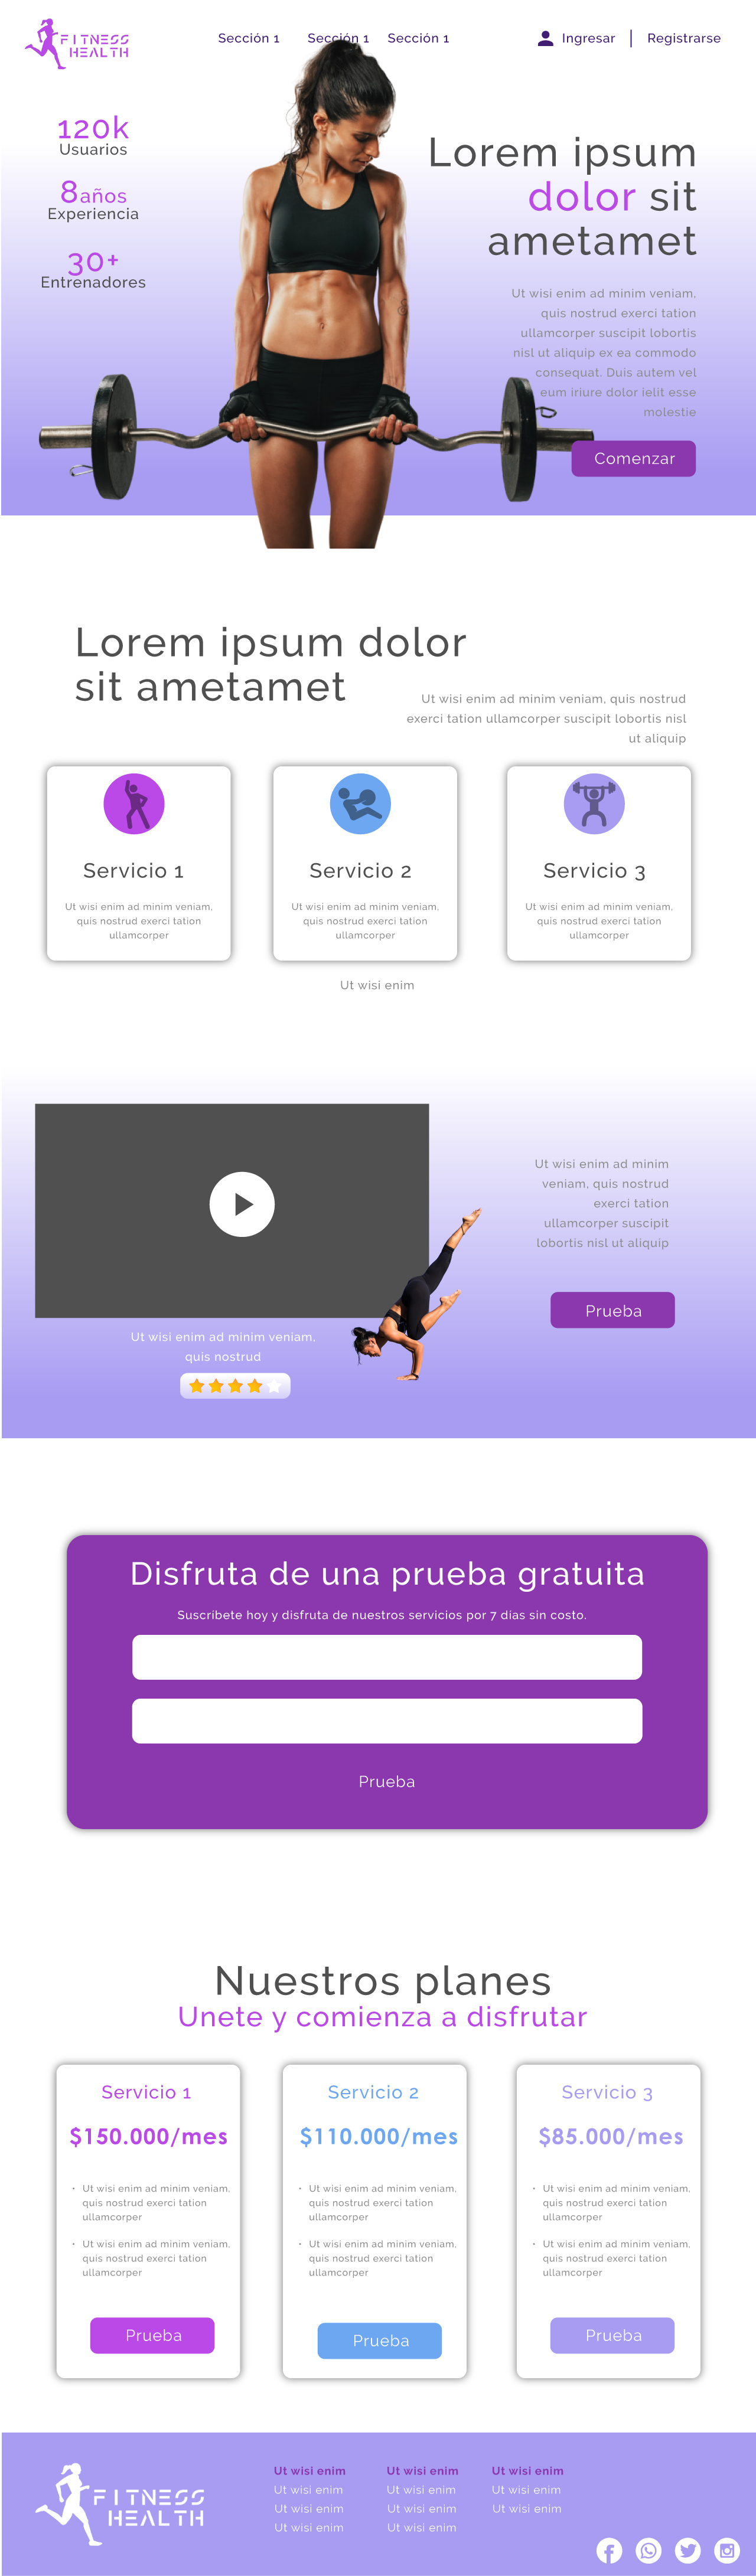 FITNESS
HEALTH
Sección 1
Sección 1
Sección 1
Ingresar
Registrarse
120k
Usuarios
8años
Experiencia
30+
Entrenadores
Lorem ipsum
dolor sit
ametamet
Ut wisi enim ad minim veniam,
quis nostrud exerci tation
ullamcorper suscipit lobortis
nisl ut aliquip ex ea commodo
consequat. Duis autem vel
eum iriure dolor ielit esse
molestie
Comenzar
Lorem ipsum dolor
sit ametamet
Ut wisi enim ad minim veniam, quis nostrud
exerci tation ullamcorper suscipit lobortis nisl
ut aliquip
Servicio 1
Ut wisi enim ad minim veniam,
quis nostrud exerci tation
ullamcorper
Servicio 2
Ut wisi enim ad minim veniam,
quis nostrud exerci tation
ullamcorper
Servicio 3
Ut wisi enim ad minim veniam,
quis nostrud exerci tation
ullamcorper
Ut wisi enim
Ut wisi enim ad minim
veniam, quis nostrud
exerci tation
ullamcorper suscipit
lobortis nisl ut aliquip
Prueba
Ut wisi enim ad minim veniam,
quis nostrud
Disfruta de una prueba gratuita
Suscribete hoy y disfruta de nuestros servicios por 7 dias sin costo.
Prueba
Nuestros planes
Unete y comienza a disfrutar
Servicio 1
$150.000/mes
• Ut wisi enim ad minim veniam,
quis nostrud exerci tation
ullamcorper
• Ut wisi enim ad minim veniam,
quis nostrud exerci tation
ullamcorper
Prueba
Servicio 2
$110.000/mes
• Ut wisi enim ad minim veniam,
quis nostrud exerci tation
ullamcorper
• Ut wisi enim ad minim veniam,
quis nostrud exerci tation
ullamcorper
Prueba
Servicio 3
$85.000/mes
• Ut wisi enim ad minim veniam,
quis nostrud exerci tation
ullamcorper
• Ut wisi enim ad minim veniam,
quis nostrud exerci tation
ullamcorper
Prueba
FITNESS
HEALTH
Ut wisi enim
Ut wisi enim
Ut wisi enim
Ut wisi enim
Ut wisi enim
Ut wisi enim
Ut wisi enim
Ut wisi enim
Ut wisi enim
Ut wisi enim
Ut wisi enim